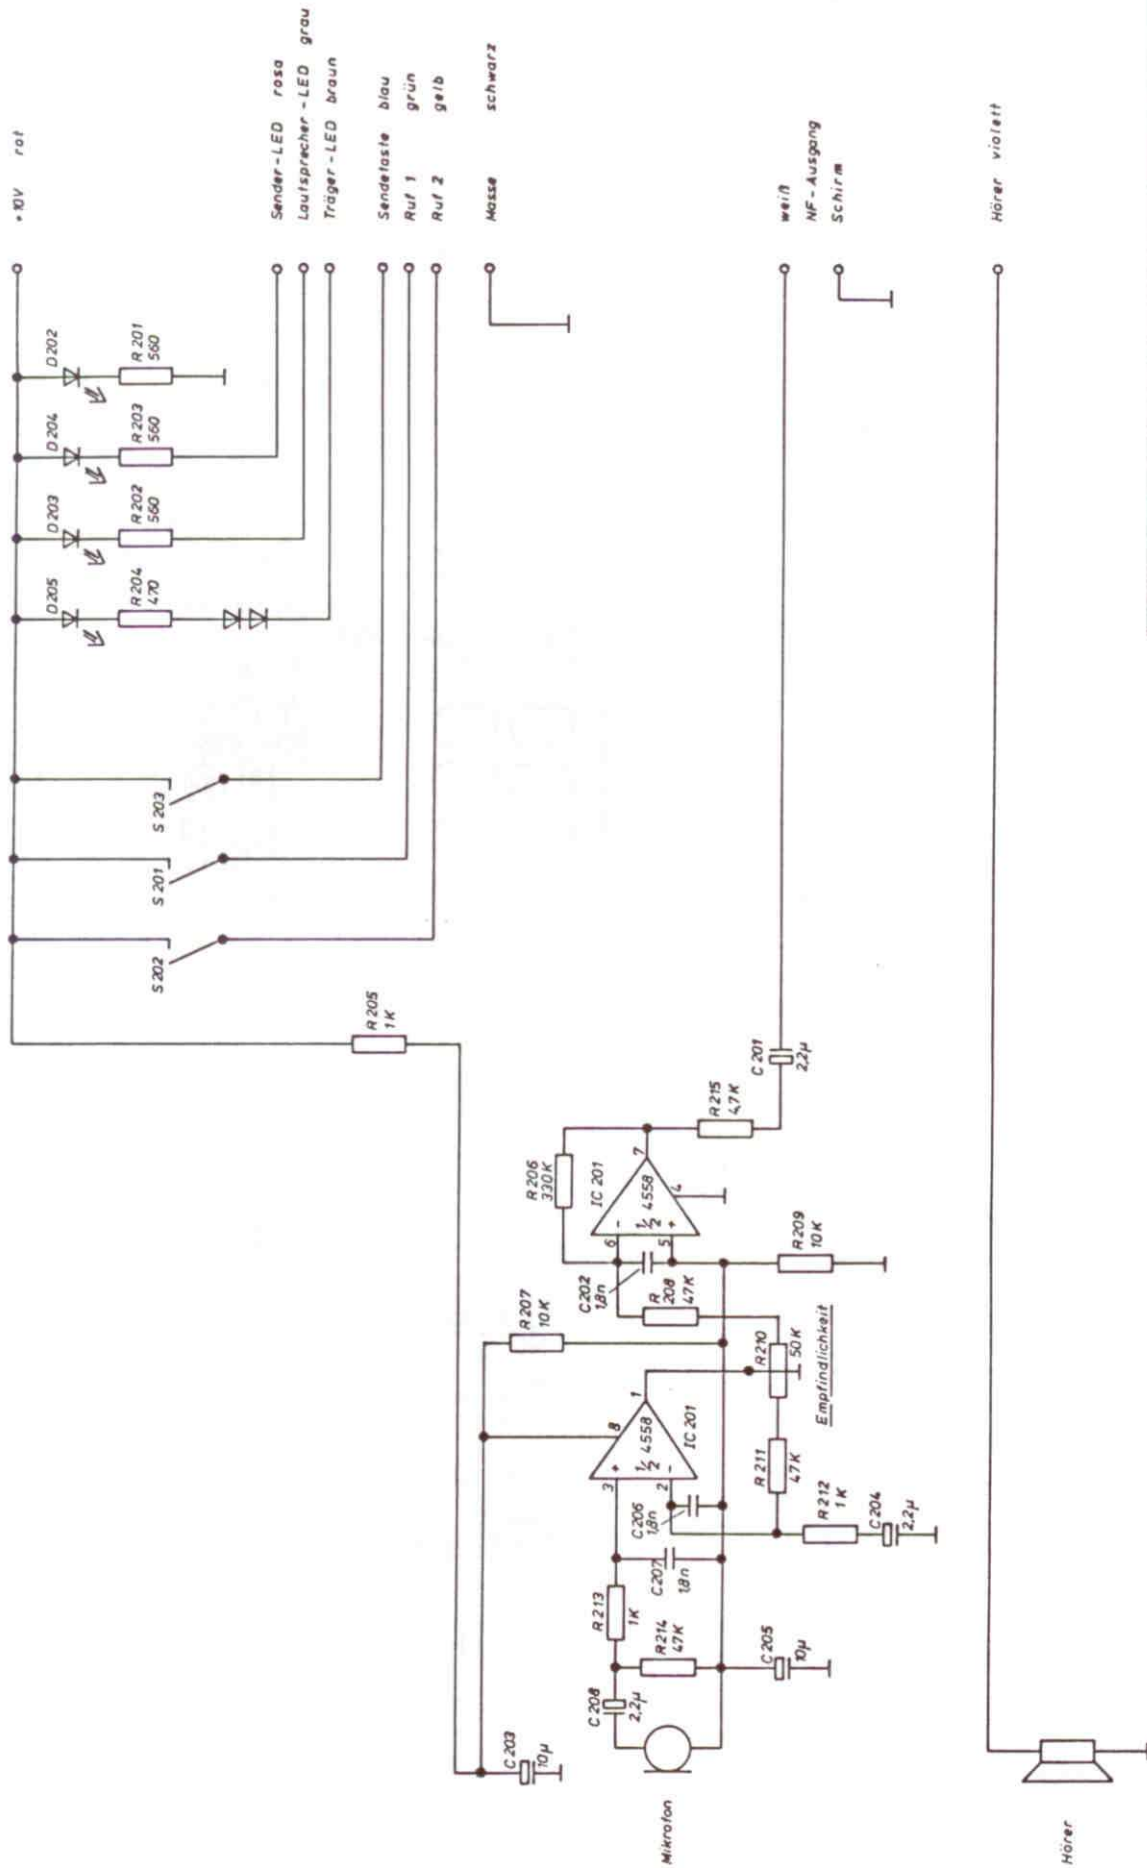 +10V rot
Sender-LED rosa
Lautsprecher-LED grau
Träger-LED braun
Sendetaste blau
Ruf 1 grün
Ruf 2 gelb
Masse schwarz
weiß
NF-Ausgang
Schirm
Hörer violett
D202
R201
560
D204
R203
560
D203
R202
560
D205
R204
470
S203
S201
S202
R205
1K
C201
2,2µ
R215
4,7K
R206
330K
IC 201
6
-
1/2
4558
7
5
+
4
R209
10K
C202
1,8n
R
208
47K
R207
10K
R210
50K
Empfindlichkeit
8
1
3
+
1/2
4558
2
-
IC201
R211
47K
R212
1K
C204
2,2µ
C206
1,8n
C207
1,8n
R213
1K
R214
47K
C205
10µ
C208
2,2µ
C203
10µ
Mikrofon
Hörer